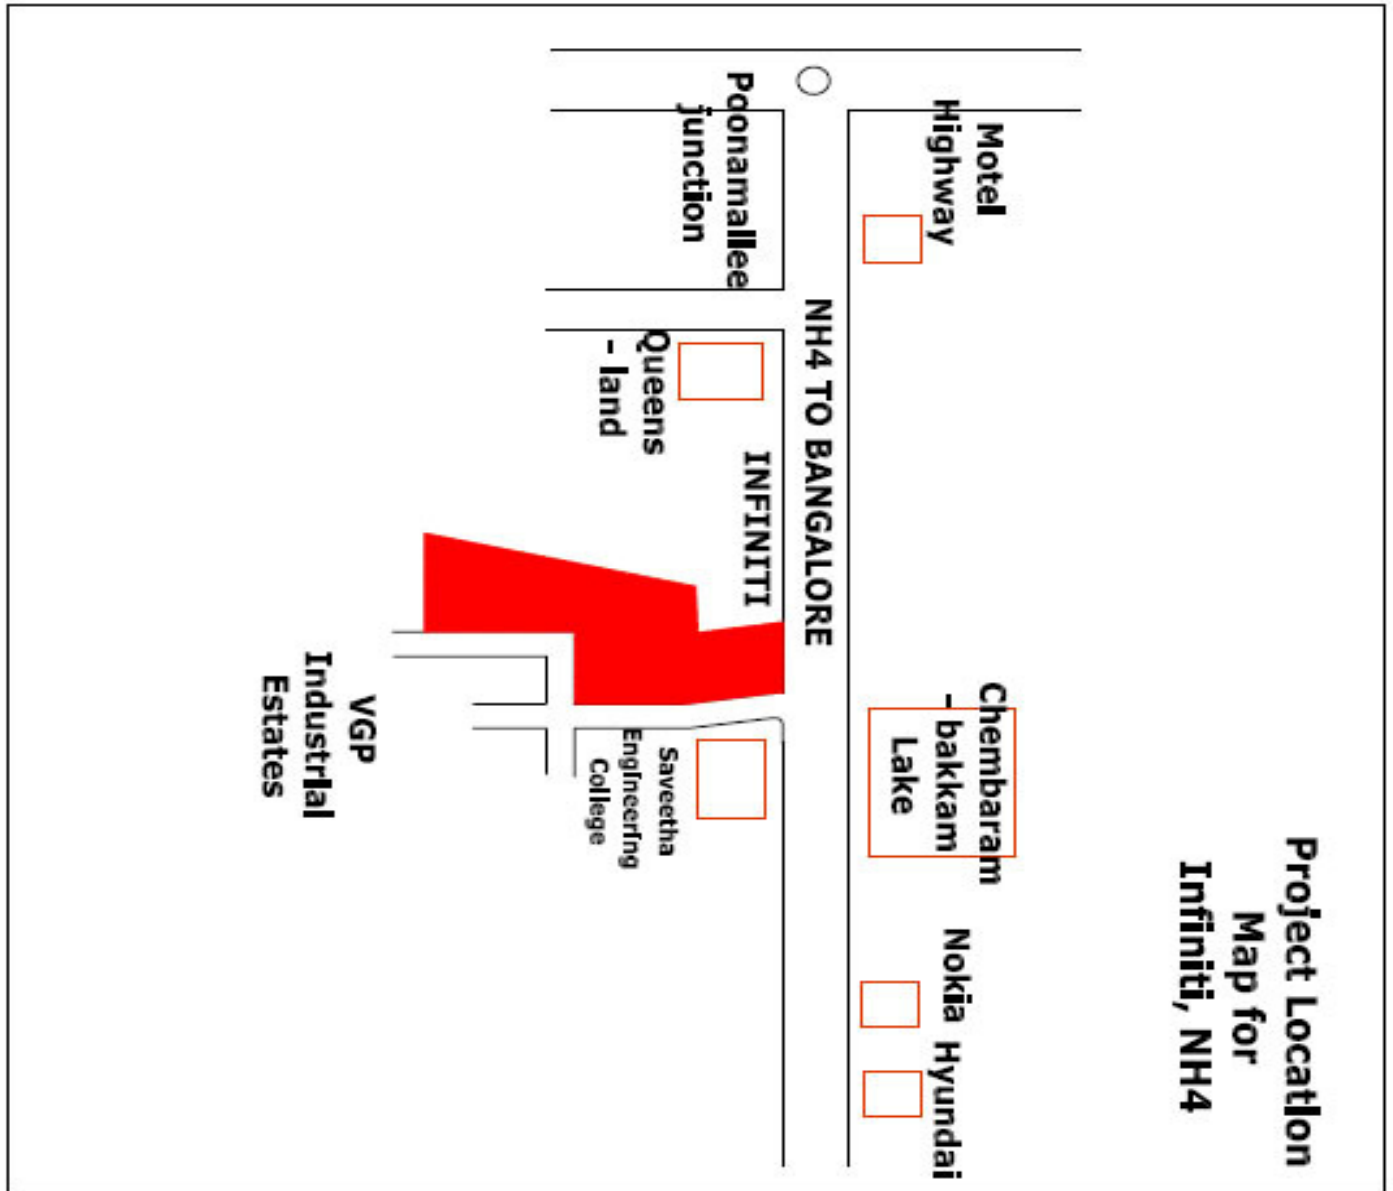 Project Location
Map for
Infiniti, NH4
Motel
Highway
Chembaram
- bakkam
Lake
Nokia
Hyundai
NH4 TO BANGALORE
Poonamallee
junction
Queens
- land
INFINITI
Saveetha
Engineering
College
VGP
Industrial
Estates